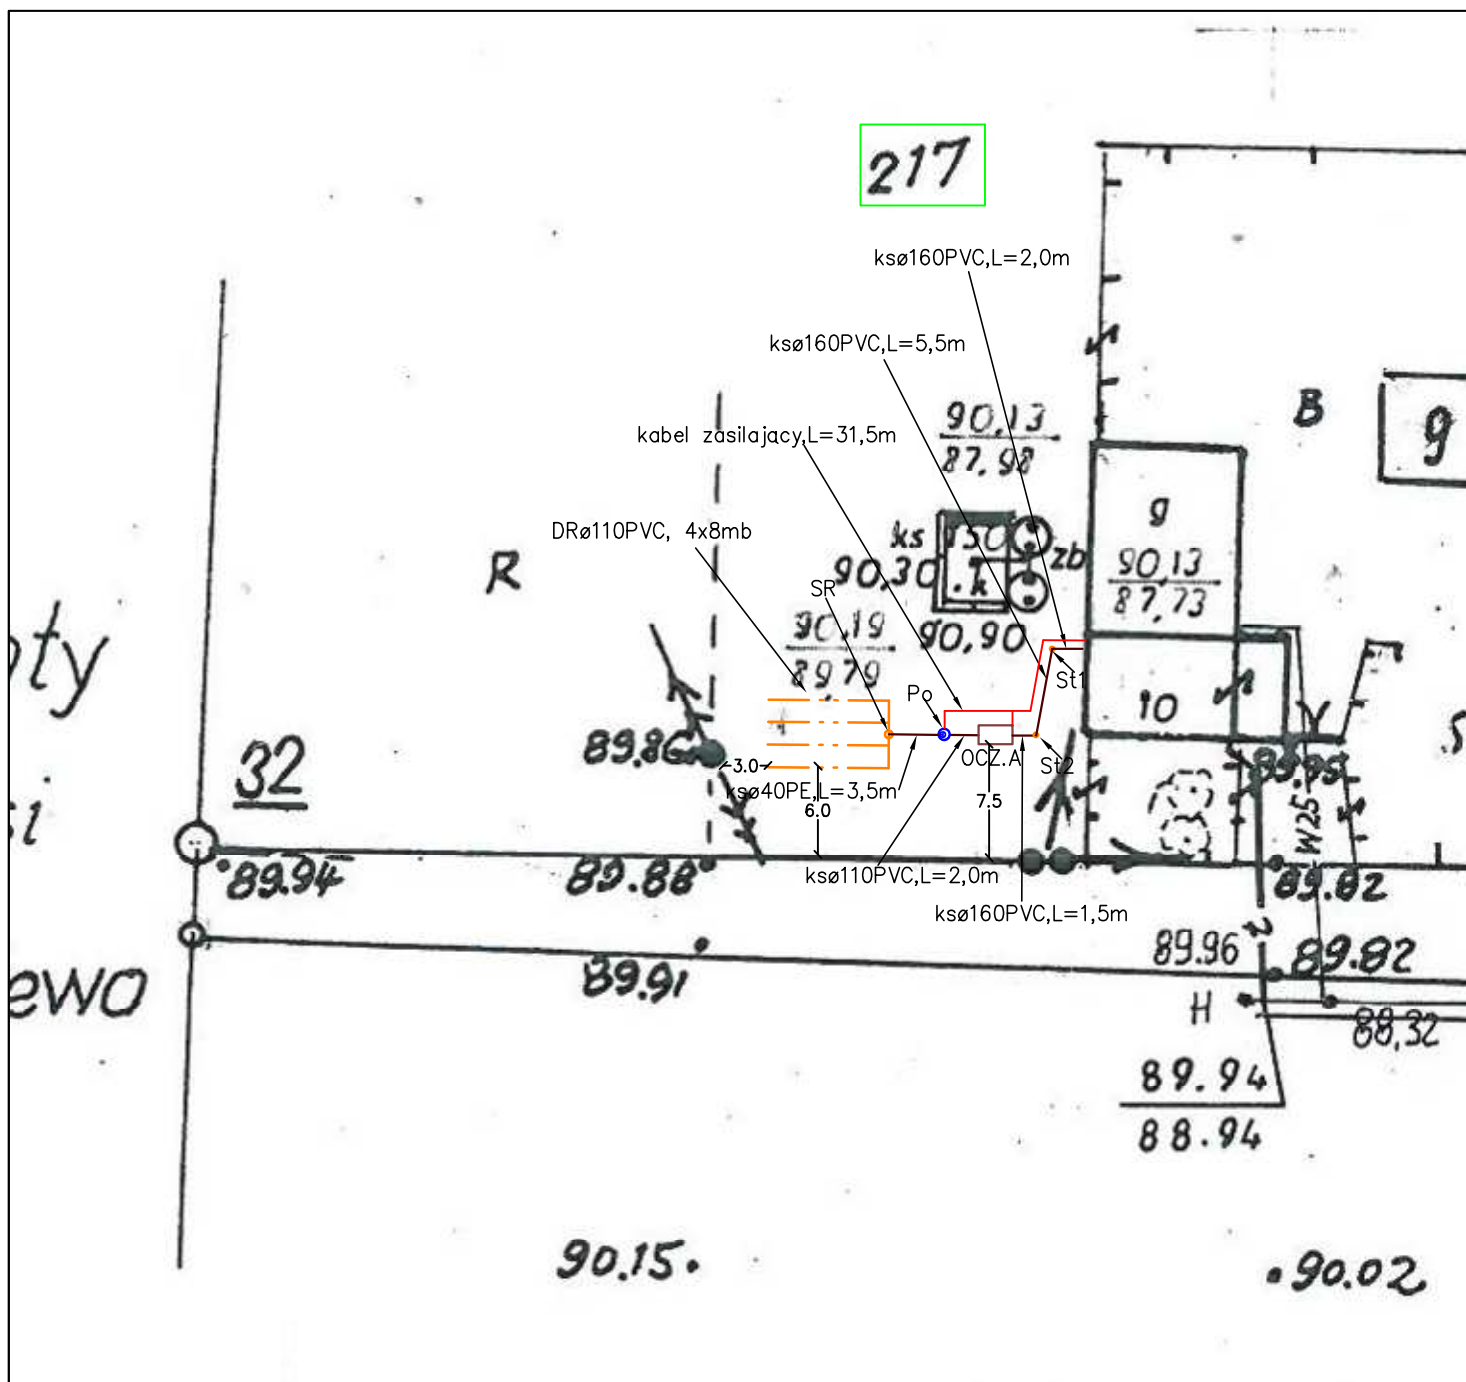 217
ksø160PVC,L=2,0m
ksø160PVC,L=5,5m
90,13
87,98
B
g
kabel zasilający,L=31,5m
DRø110PVC, 4x8mb
ks 150
zb
g
90,13
87,73
R
90,30
.k
SR
90,19
89,79
90,90
St1
Po
10
oty
89.86
32
3.0
OCZ.A
St2
ksø40PE,L=3,5m
6.0
7.5
W25
89.94
89.88
ksø110PVC,L=2,0m
89.82
ksø160PVC,L=1,5m
89.96
89.82
ewo
89.91
H
88,32
89.94
88.94
90.15
90.02